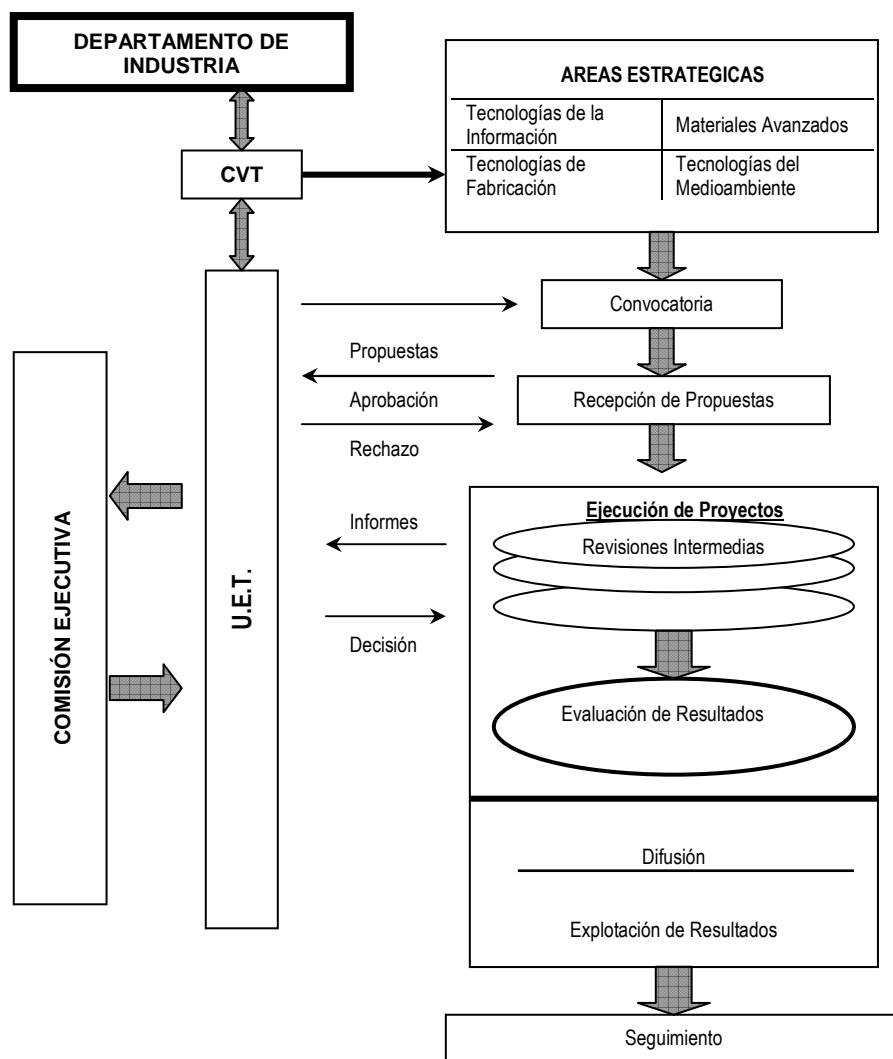 DEPARTAMENTO DE
INDUSTRIA
CVT
AREAS ESTRATEGICAS
Tecnologías de la
Información
Materiales Avanzados
Tecnologías de
Fabricación
Tecnologías del
Medioambiente
Convocatoria
Propuestas
Aprobación
Recepción de Propuestas
Rechazo
COMISIÓN EJECUTIVA
U.E.T.
Ejecución de Proyectos
Informes
Revisiones Intermedias
Decisión
Evaluación de Resultados
Difusión
Explotación de Resultados
Seguimiento